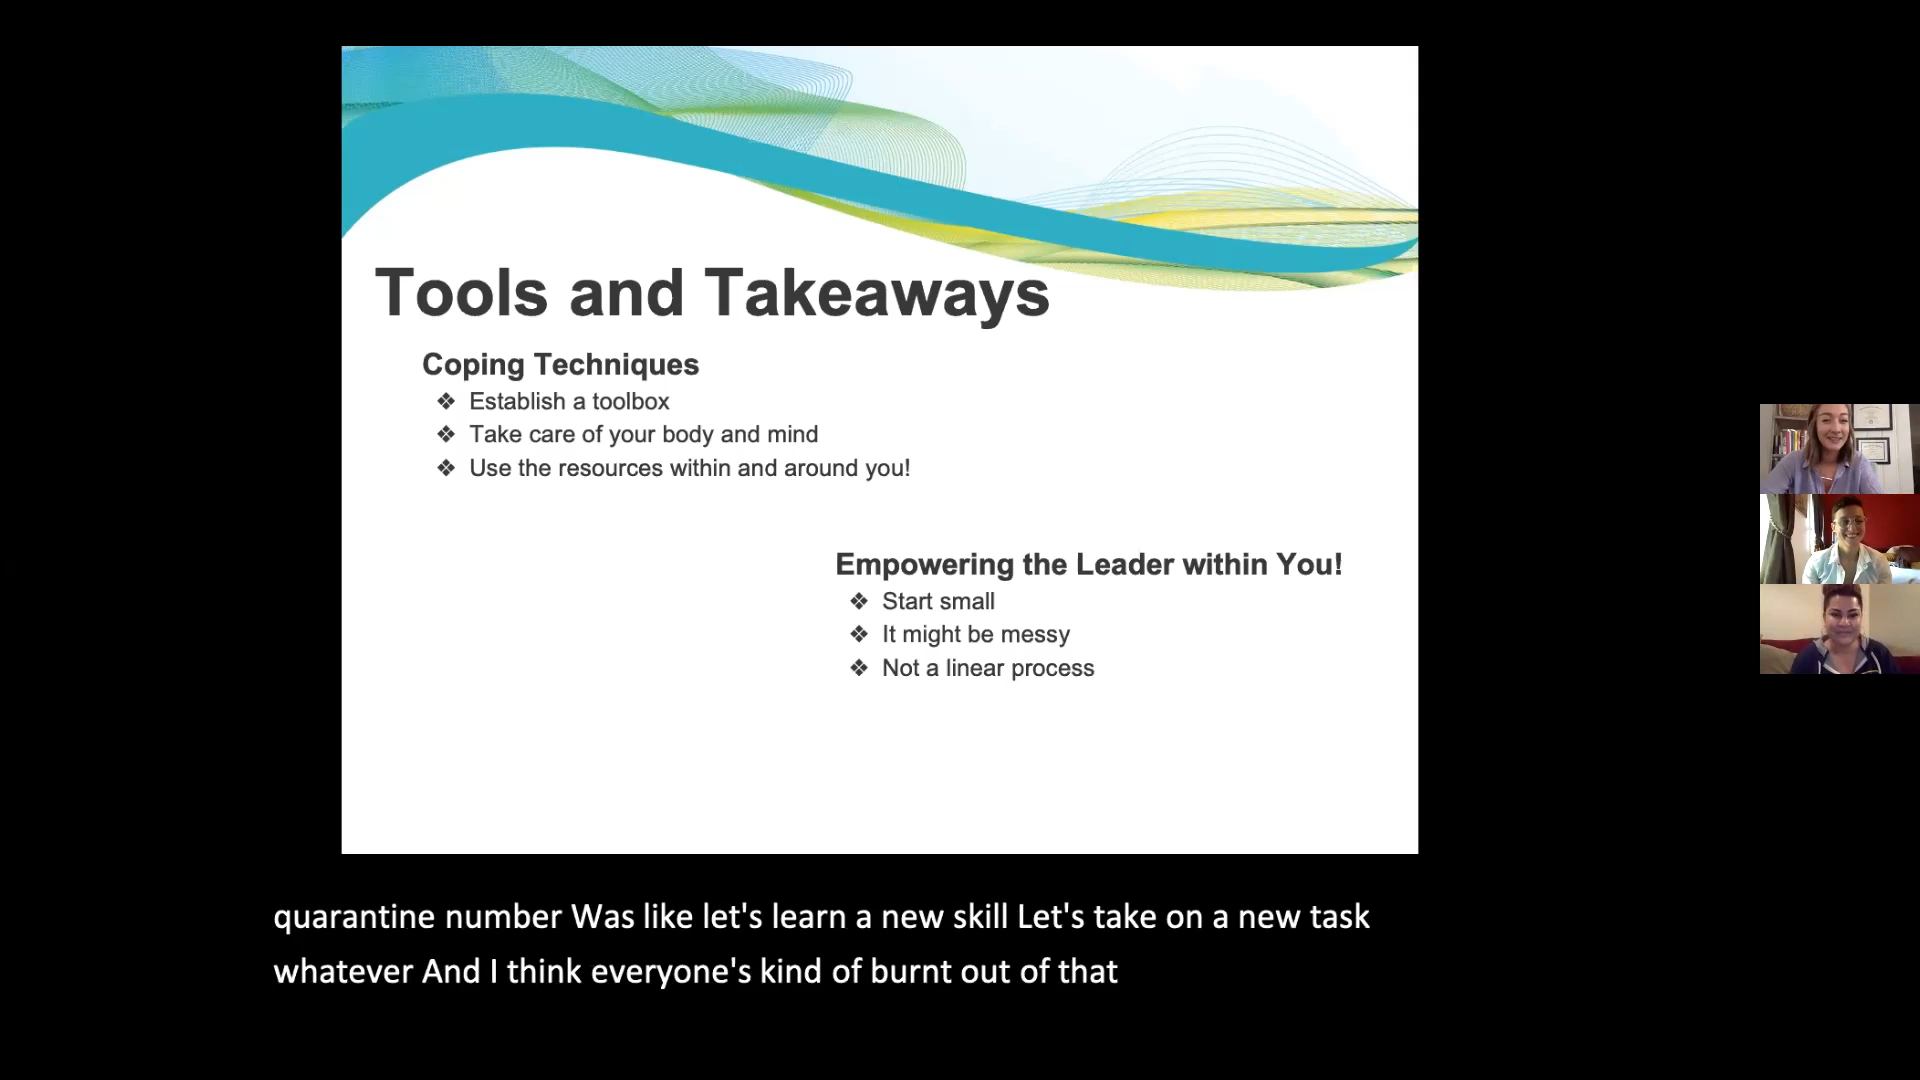 Tools and Takeaways
Coping Techniques
❖ Establish a toolbox
❖ Take care of your body and mind
❖ Use the resources within and around you!
Empowering the Leader within You!
❖ Start small
❖ It might be messy
❖ Not a linear process
quarantine number Was like let's learn a new skill Let's take on a new task
whatever And I think everyone's kind of burnt out of that